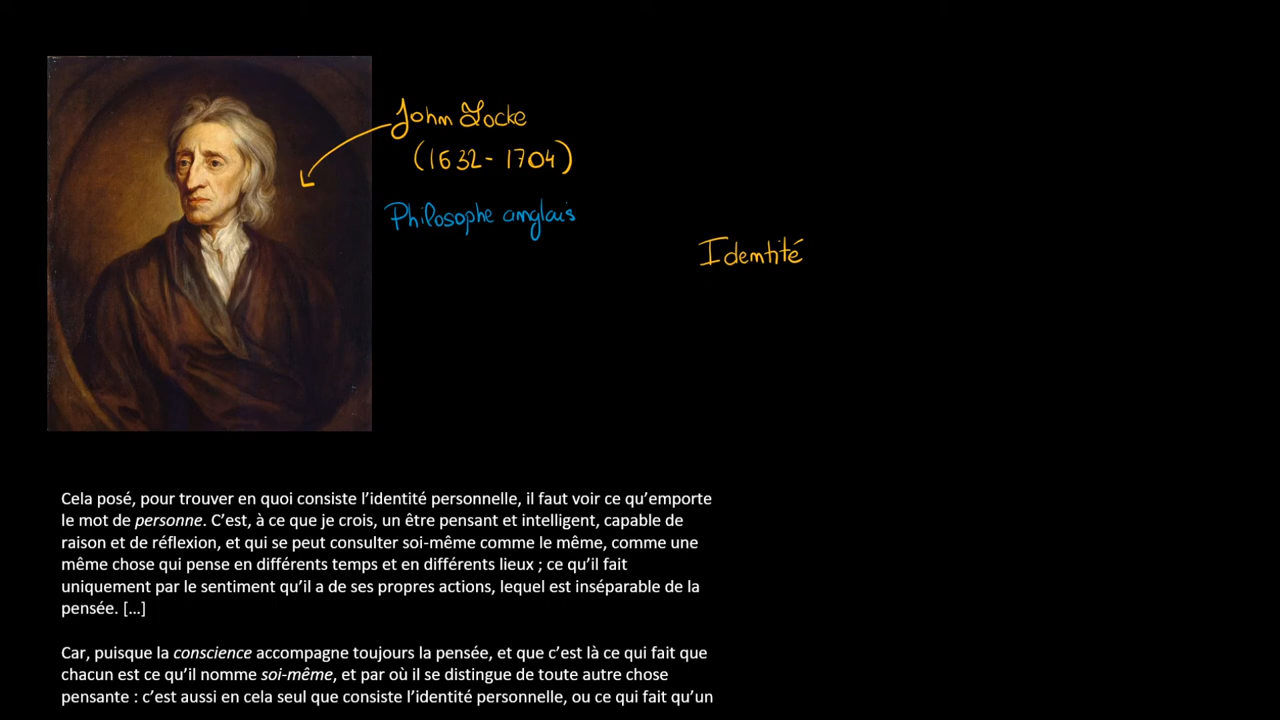 John Locke
(1632 - 1704)
Philosophe anglais
Identité
Cela posé, pour trouver en quoi consiste l’identité personnelle, il faut voir ce qu’emporte
le mot de personne. C’est, à ce que je crois, un être pensant et intelligent, capable de
raison et de réflexion, et qui se peut consulter soi-même comme le même, comme une
même chose qui pense en différents temps et en différents lieux ; ce qu’il fait
uniquement par le sentiment qu’il a de ses propres actions, lequel est inséparable de la
pensée. […]
Car, puisque la conscience accompagne toujours la pensée, et que c’est là ce qui fait que
chacun est ce qu’il nomme soi-même, et par où il se distingue de toute autre chose
pensante : c’est aussi en cela seul que consiste l’identité personnelle, ou ce qui fait qu’un